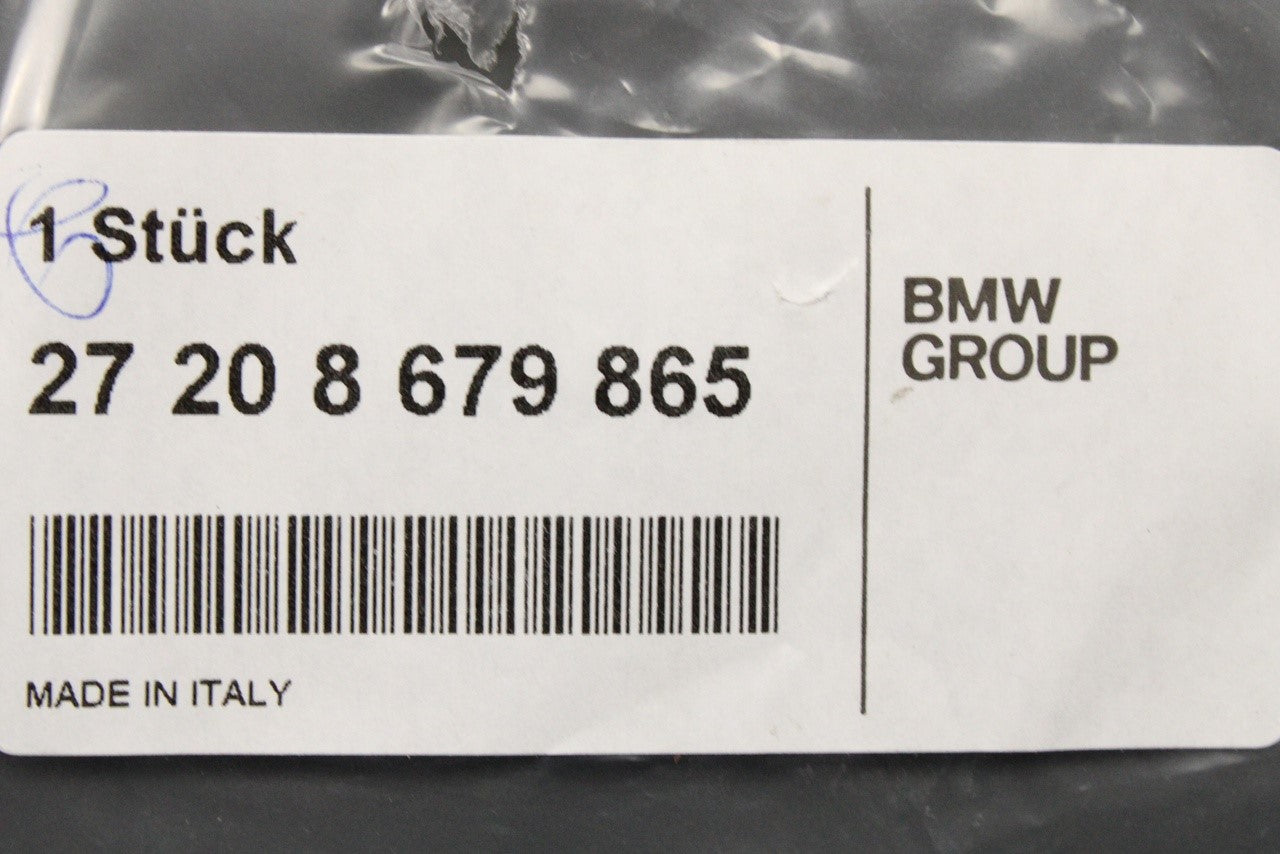 1 Stück
27 20 8 679 865
MADE IN ITALY
BMW
GROUP